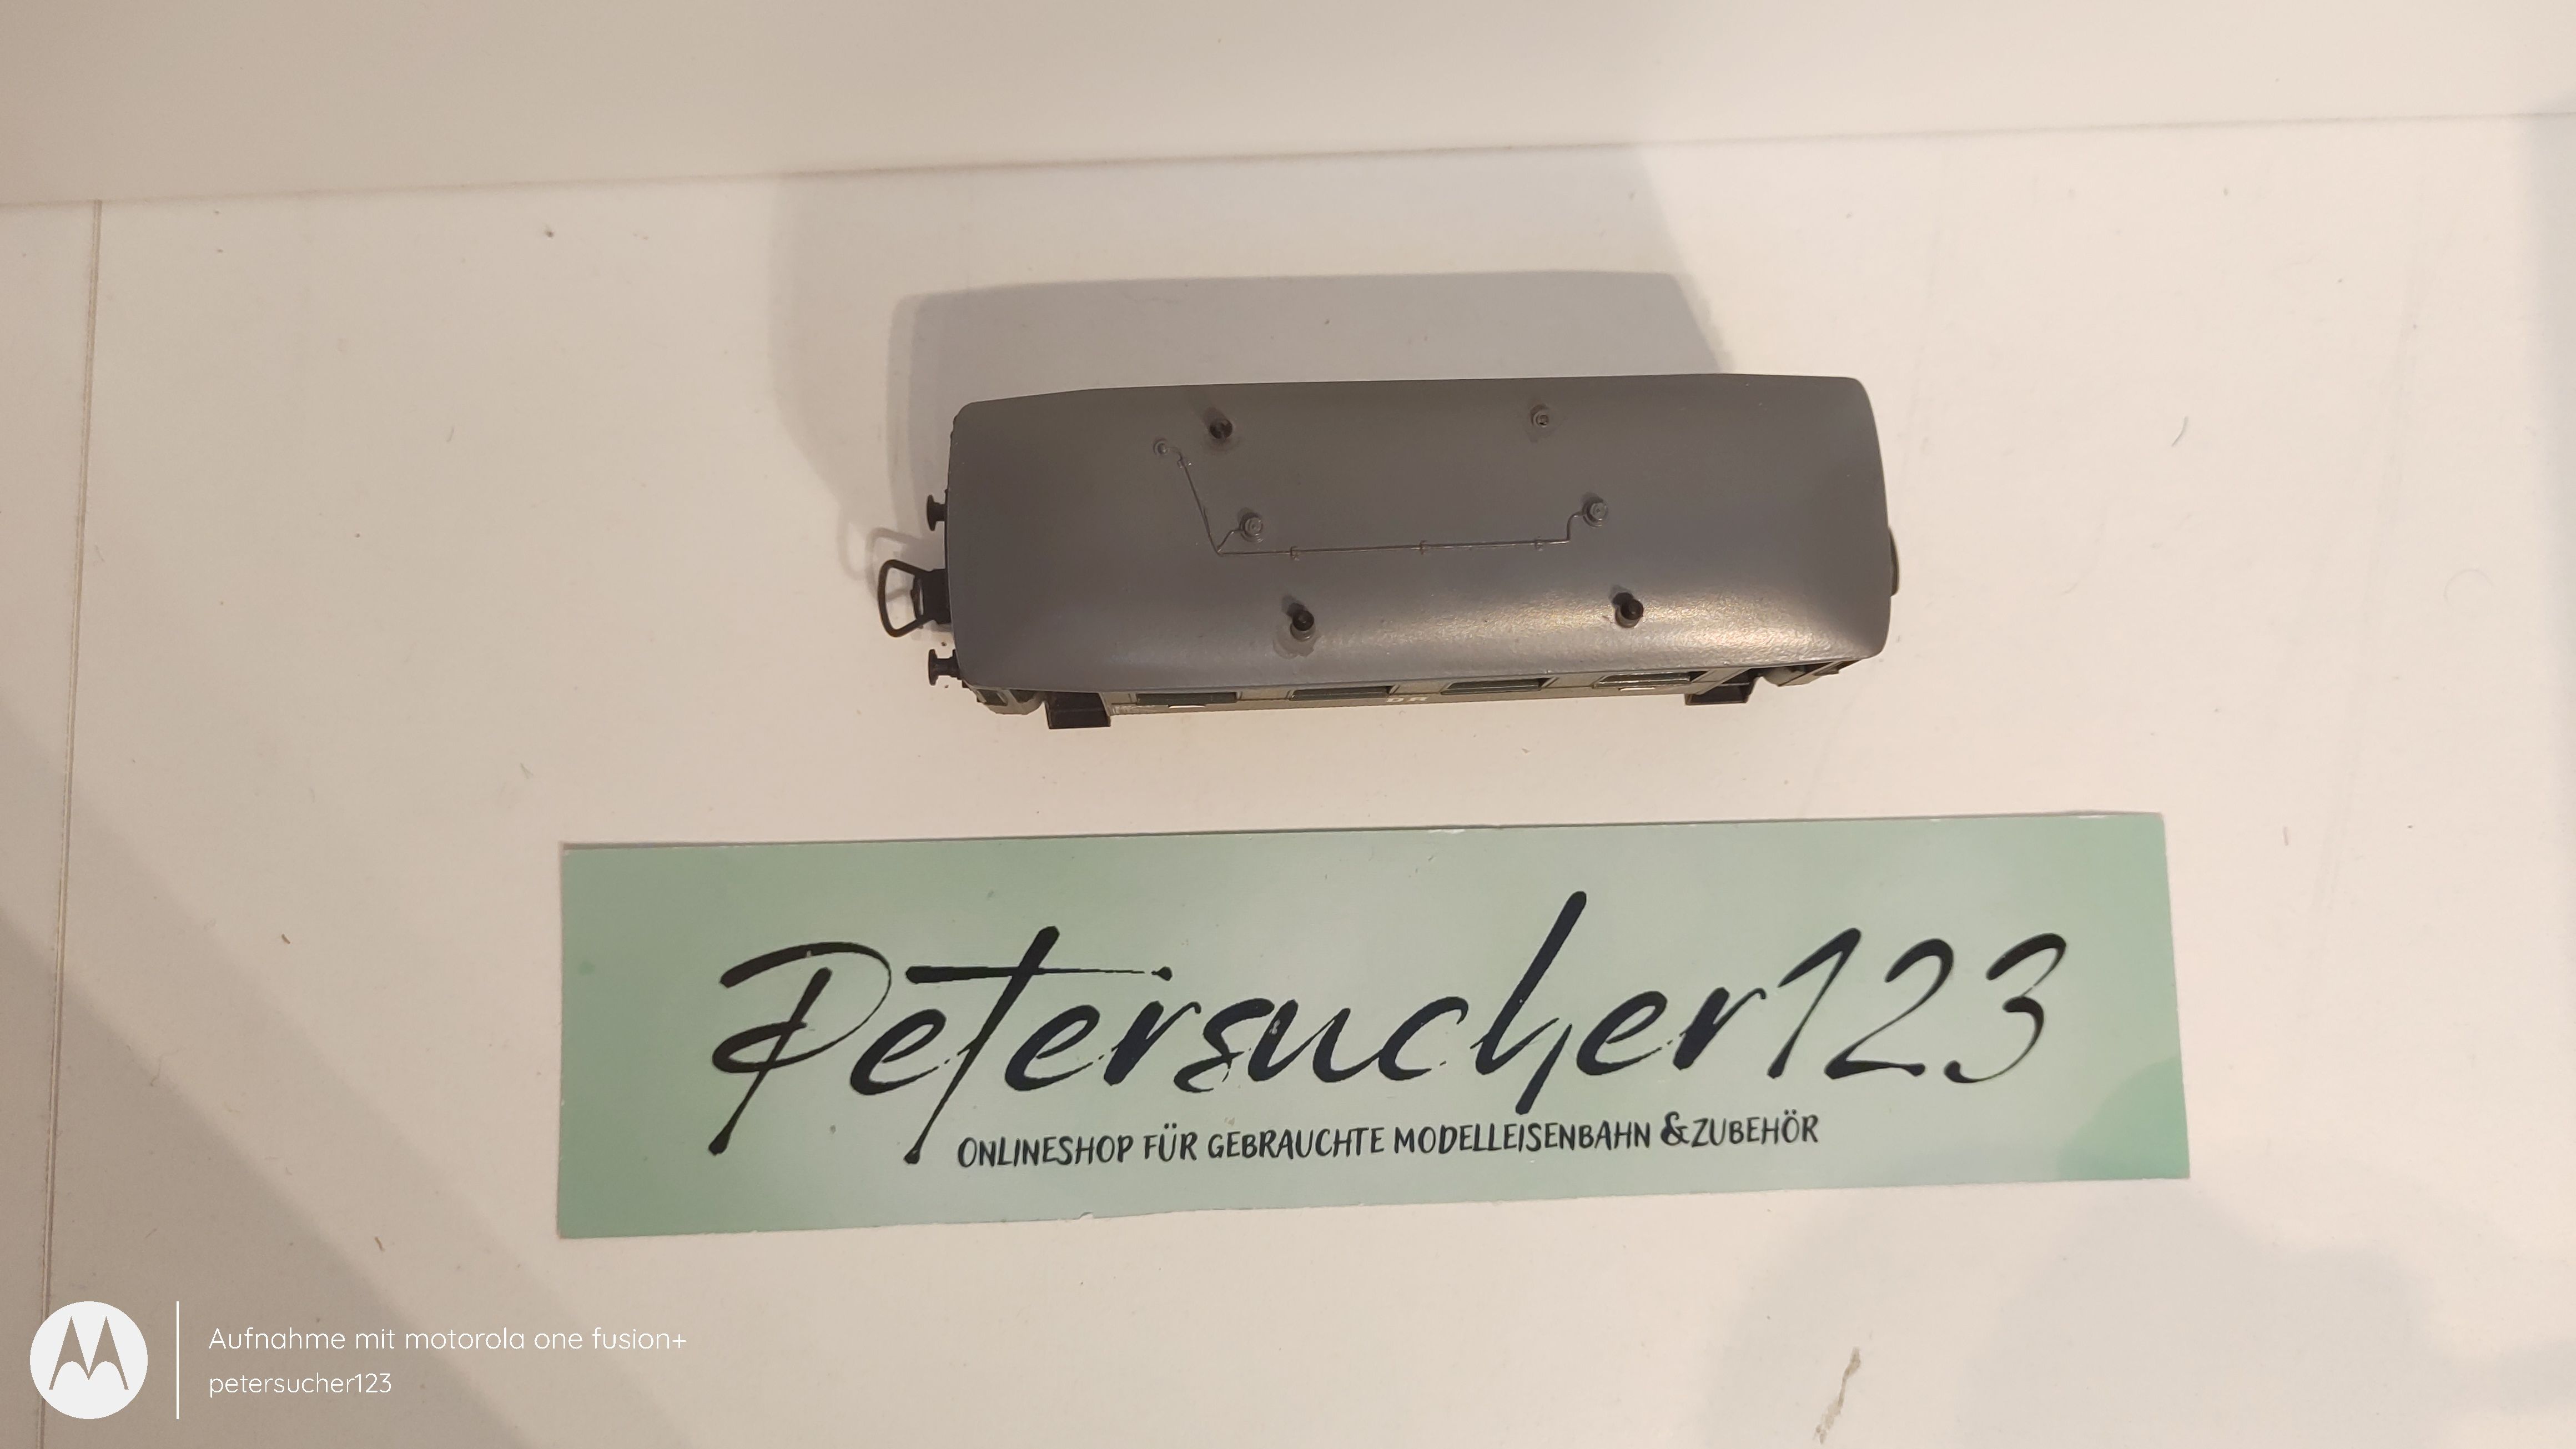 Petersucher123
ONLINESHOP FÜR GEBRAUCHTE MODELLEISENBAHN & ZUBEHÖR
Aufnahme mit motorola one fusion+
petersucher123